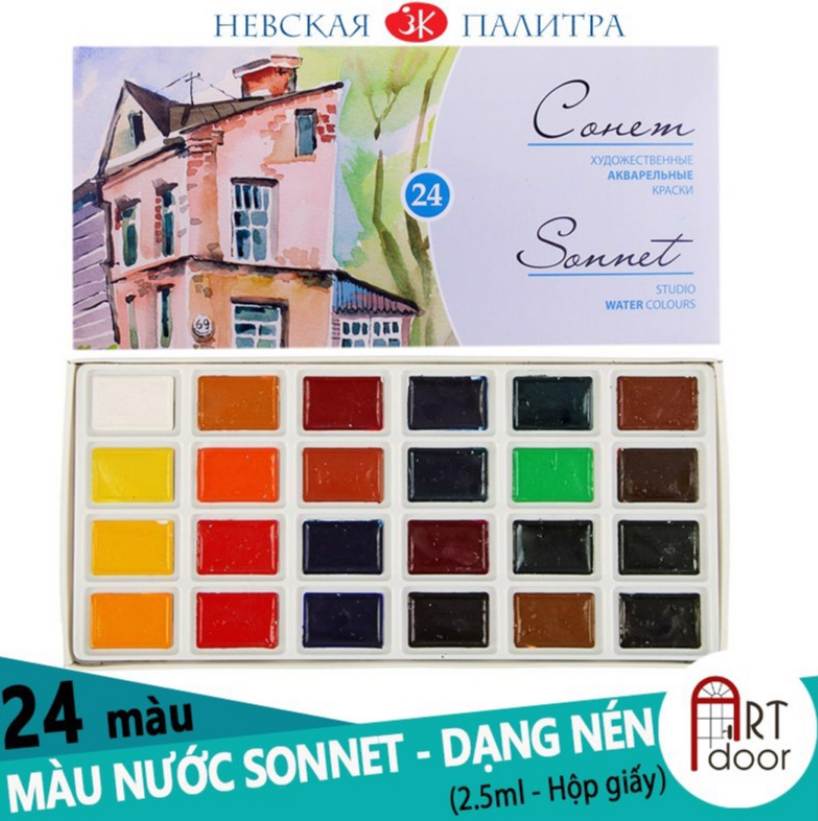 НЕВСКАЯ ЗК ПАЛИТРА
Сонет
ХУДОЖЕСТВЕННЫЕ
АКВАРЕЛЬНЫЕ
КРАСКИ
24
Sonnet
STUDIO
WATER COLOURS
69
24 màu
MÀU NƯỚC SONNET - DẠNG NÉN
(2.5ml - Hộp giấy)
ART
door